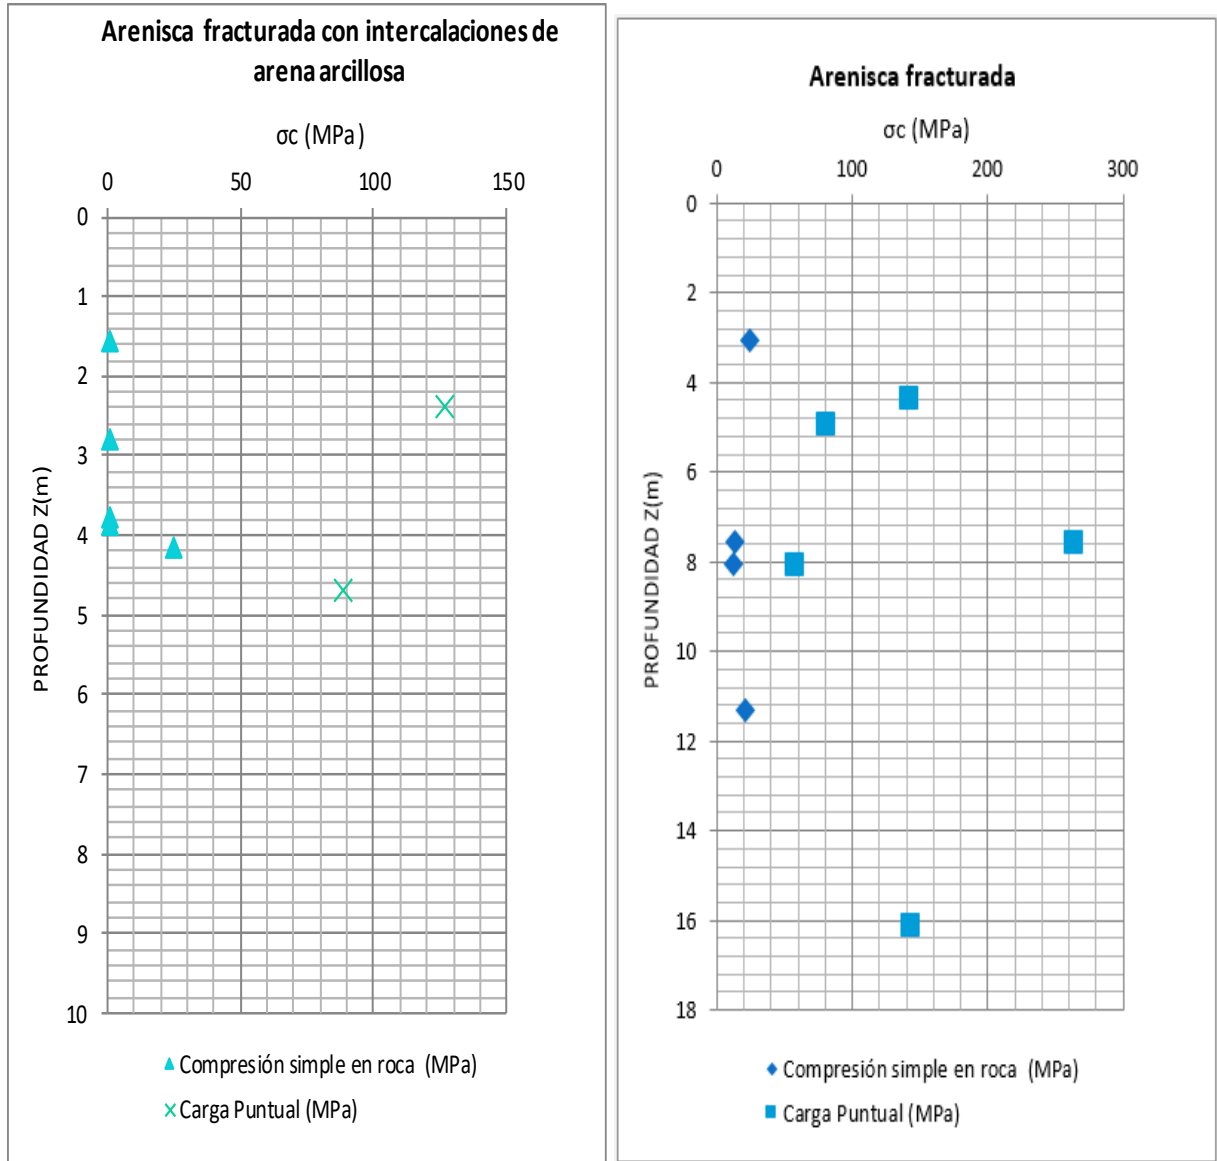 Arenisca fracturada con intercalaciones de
arena arcillosa
σc (MPa)
0 50 100 150
0
1
2
3
4
5
6
7
8
9
10
PROFUNDIDAD Z(m)
Compresión simple en roca (MPa)
Carga Puntual (MPa)
Arenisca fracturada
σc (MPa)
0 100 200 300
0
2
4
6
8
10
12
14
16
18
PROFUNDIDAD Z(m)
Compresión simple en roca (MPa)
Carga Puntual (MPa)